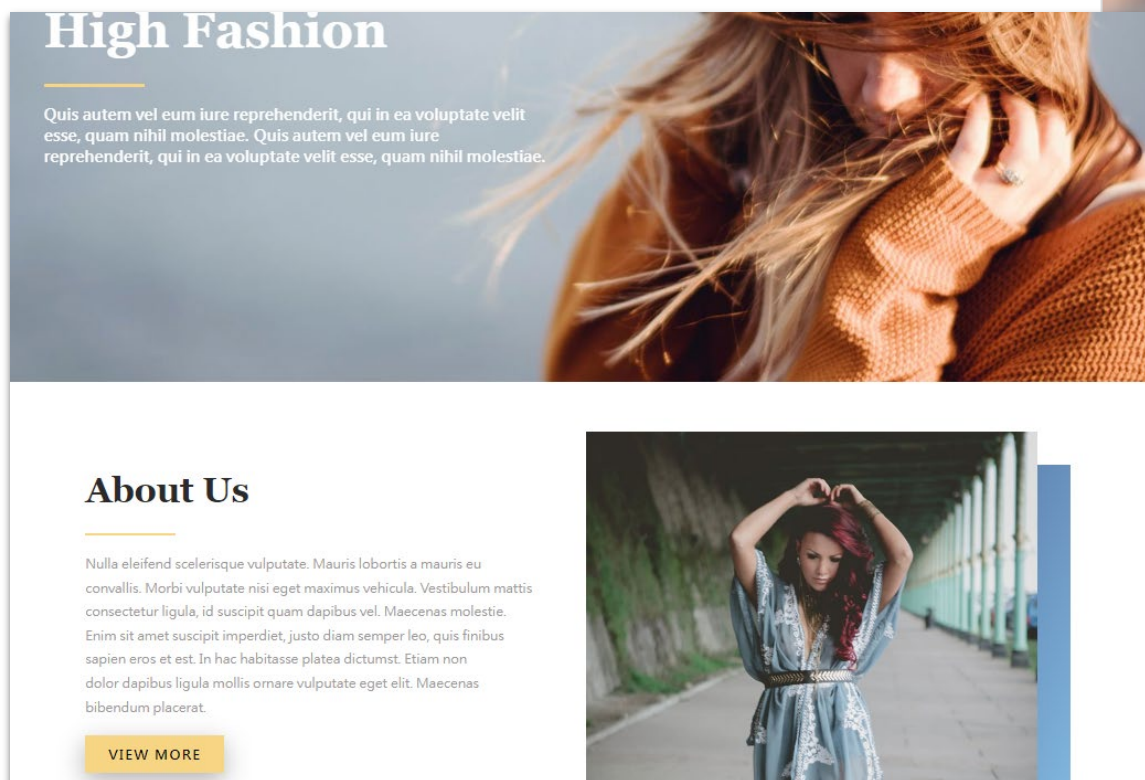 High Fashion
Quis autem vel eum iure reprehenderit, qui in ea voluptate velit
esse, quam nihil molestiae. Quis autem vel eum iure
reprehenderit, qui in ea voluptate velit esse, quam nihil molestiae.
About Us
Nulla eleifend scelerisque vulputate. Mauris lobortis a mauris eu
convallis. Morbi vulputate nisi eget maximus vehicula. Vestibulum mattis
consectetur ligula, id suscipit quam dapibus vel. Maecenas molestie.
Enim sit amet suscipit imperdiet, justo diam semper leo, quis finibus
sapien eros et est. In hac habitasse platea dictumst. Etiam non
dolor dapibus ligula mollis ornare vulputate eget elit. Maecenas
bibendum placerat.
VIEW MORE